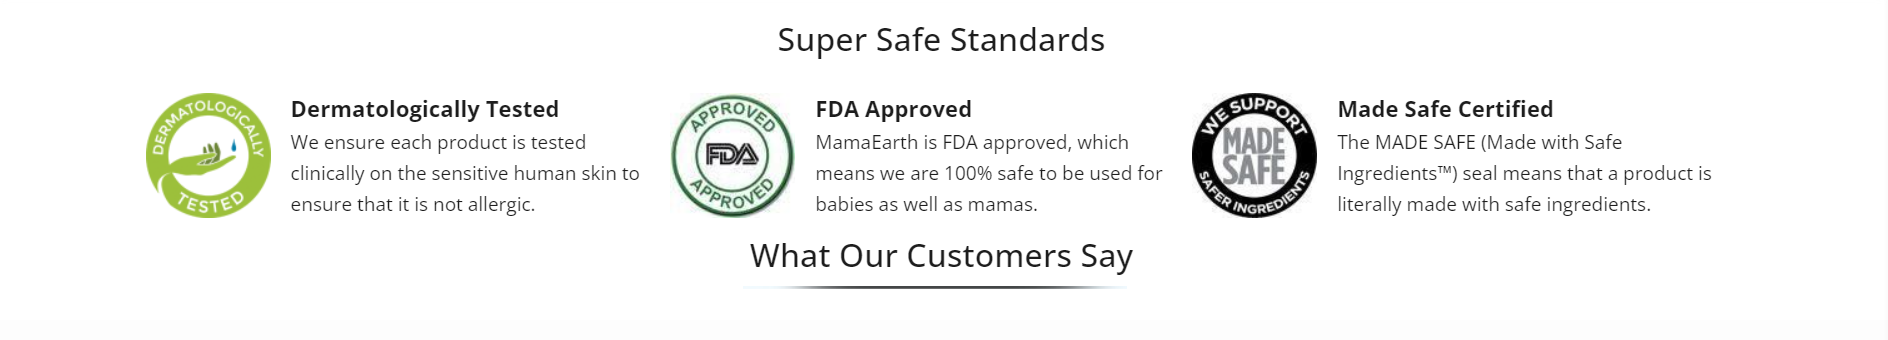 Super Safe Standards
DERMATOLOGICALLY
TESTED
Dermatologically Tested
We ensure each product is tested
clinically on the sensitive human skin to
ensure that it is not allergic.
APPROVED
FDA
APPROVED
FDA Approved
MamaEarth is FDA approved, which
means we are 100% safe to be used for
babies as well as mamas.
WE SUPPORT
MADE
SAFE
SAFER INGREDIENTS
Made Safe Certified
The MADE SAFE (Made with Safe
Ingredients™) seal means that a product is
literally made with safe ingredients.
What Our Customers Say